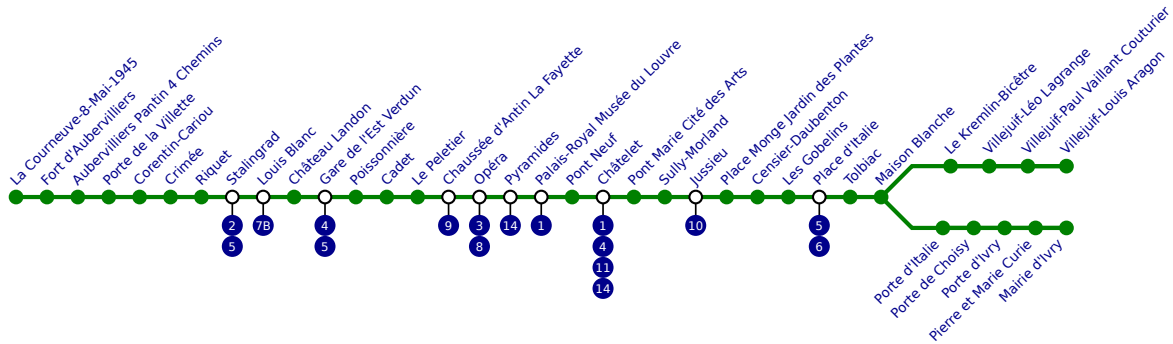 La Courneuve-8-Mai-1945
Fort d'Aubervilliers
Aubervilliers Pantin 4 Chemins
Porte de la Villette
Corentin-Cariou
Crimée
Riquet
Stalingrad
Louis Blanc
Château Landon
Gare de l'Est Verdun
Poissonnière
Cadet
Le Peletier
Chaussée d'Antin La Fayette
Opéra
Pyramides
Palais-Royal Musée du Louvre
Pont Neuf
Châtelet
Pont Marie Cité des Arts
Sully-Morland
Jussieu
Place Monge Jardin des Plantes
Censier-Daubenton
Les Gobelins
Place d'Italie
Tolbiac
Maison Blanche
Le Kremlin-Bicêtre
Villejuif-Léo Lagrange
Villejuif-Paul Vaillant Couturier
Villejuif-Louis Aragon
2
5
7B
4
5
9
3
8
14
1
1
4
11
14
10
5
6
Porte d'Italie
Porte de Choisy
Porte d'Ivry
Pierre et Marie Curie
Mairie d'Ivry